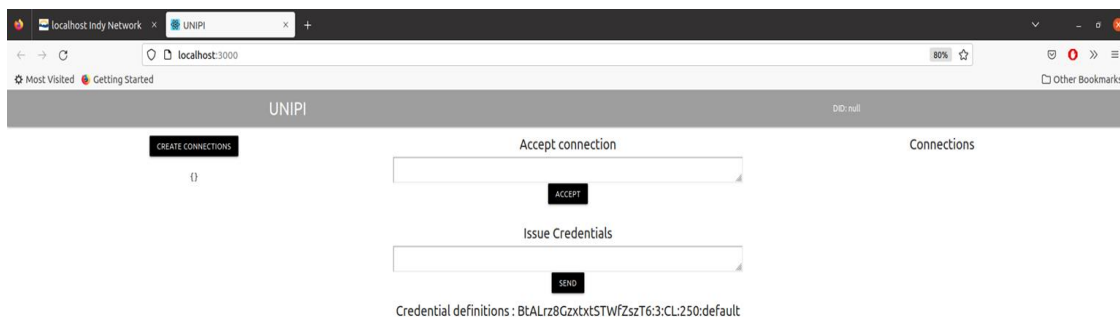 localhost Indy Network
UNIPI
localhost:3000
80%
Most Visited
Getting Started
Other Bookmarks
UNIPI
DID: null
CREATE CONNECTIONS
{}
Accept connection
ACCEPT
Issue Credentials
SEND
Credential definitions : BtALrz8GzxtxtSTWfZszT6:3:CL:250:default
Connections